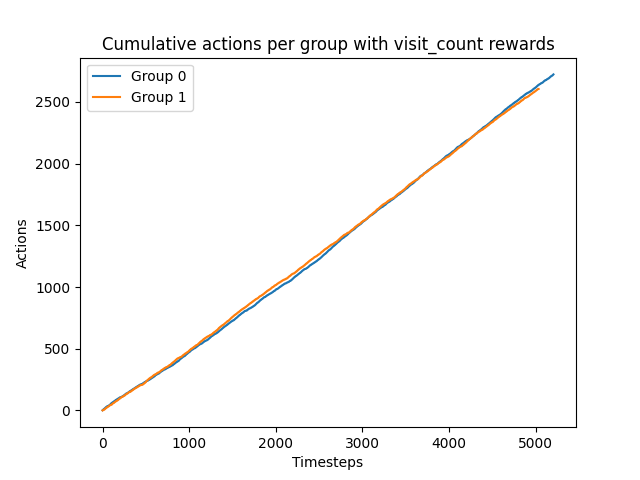 Cumulative actions per group with visit_count rewards
Group 0
Group 1
2500
2000
1500
1000
500
0
Actions
0 1000 2000 3000 4000 5000
Timesteps